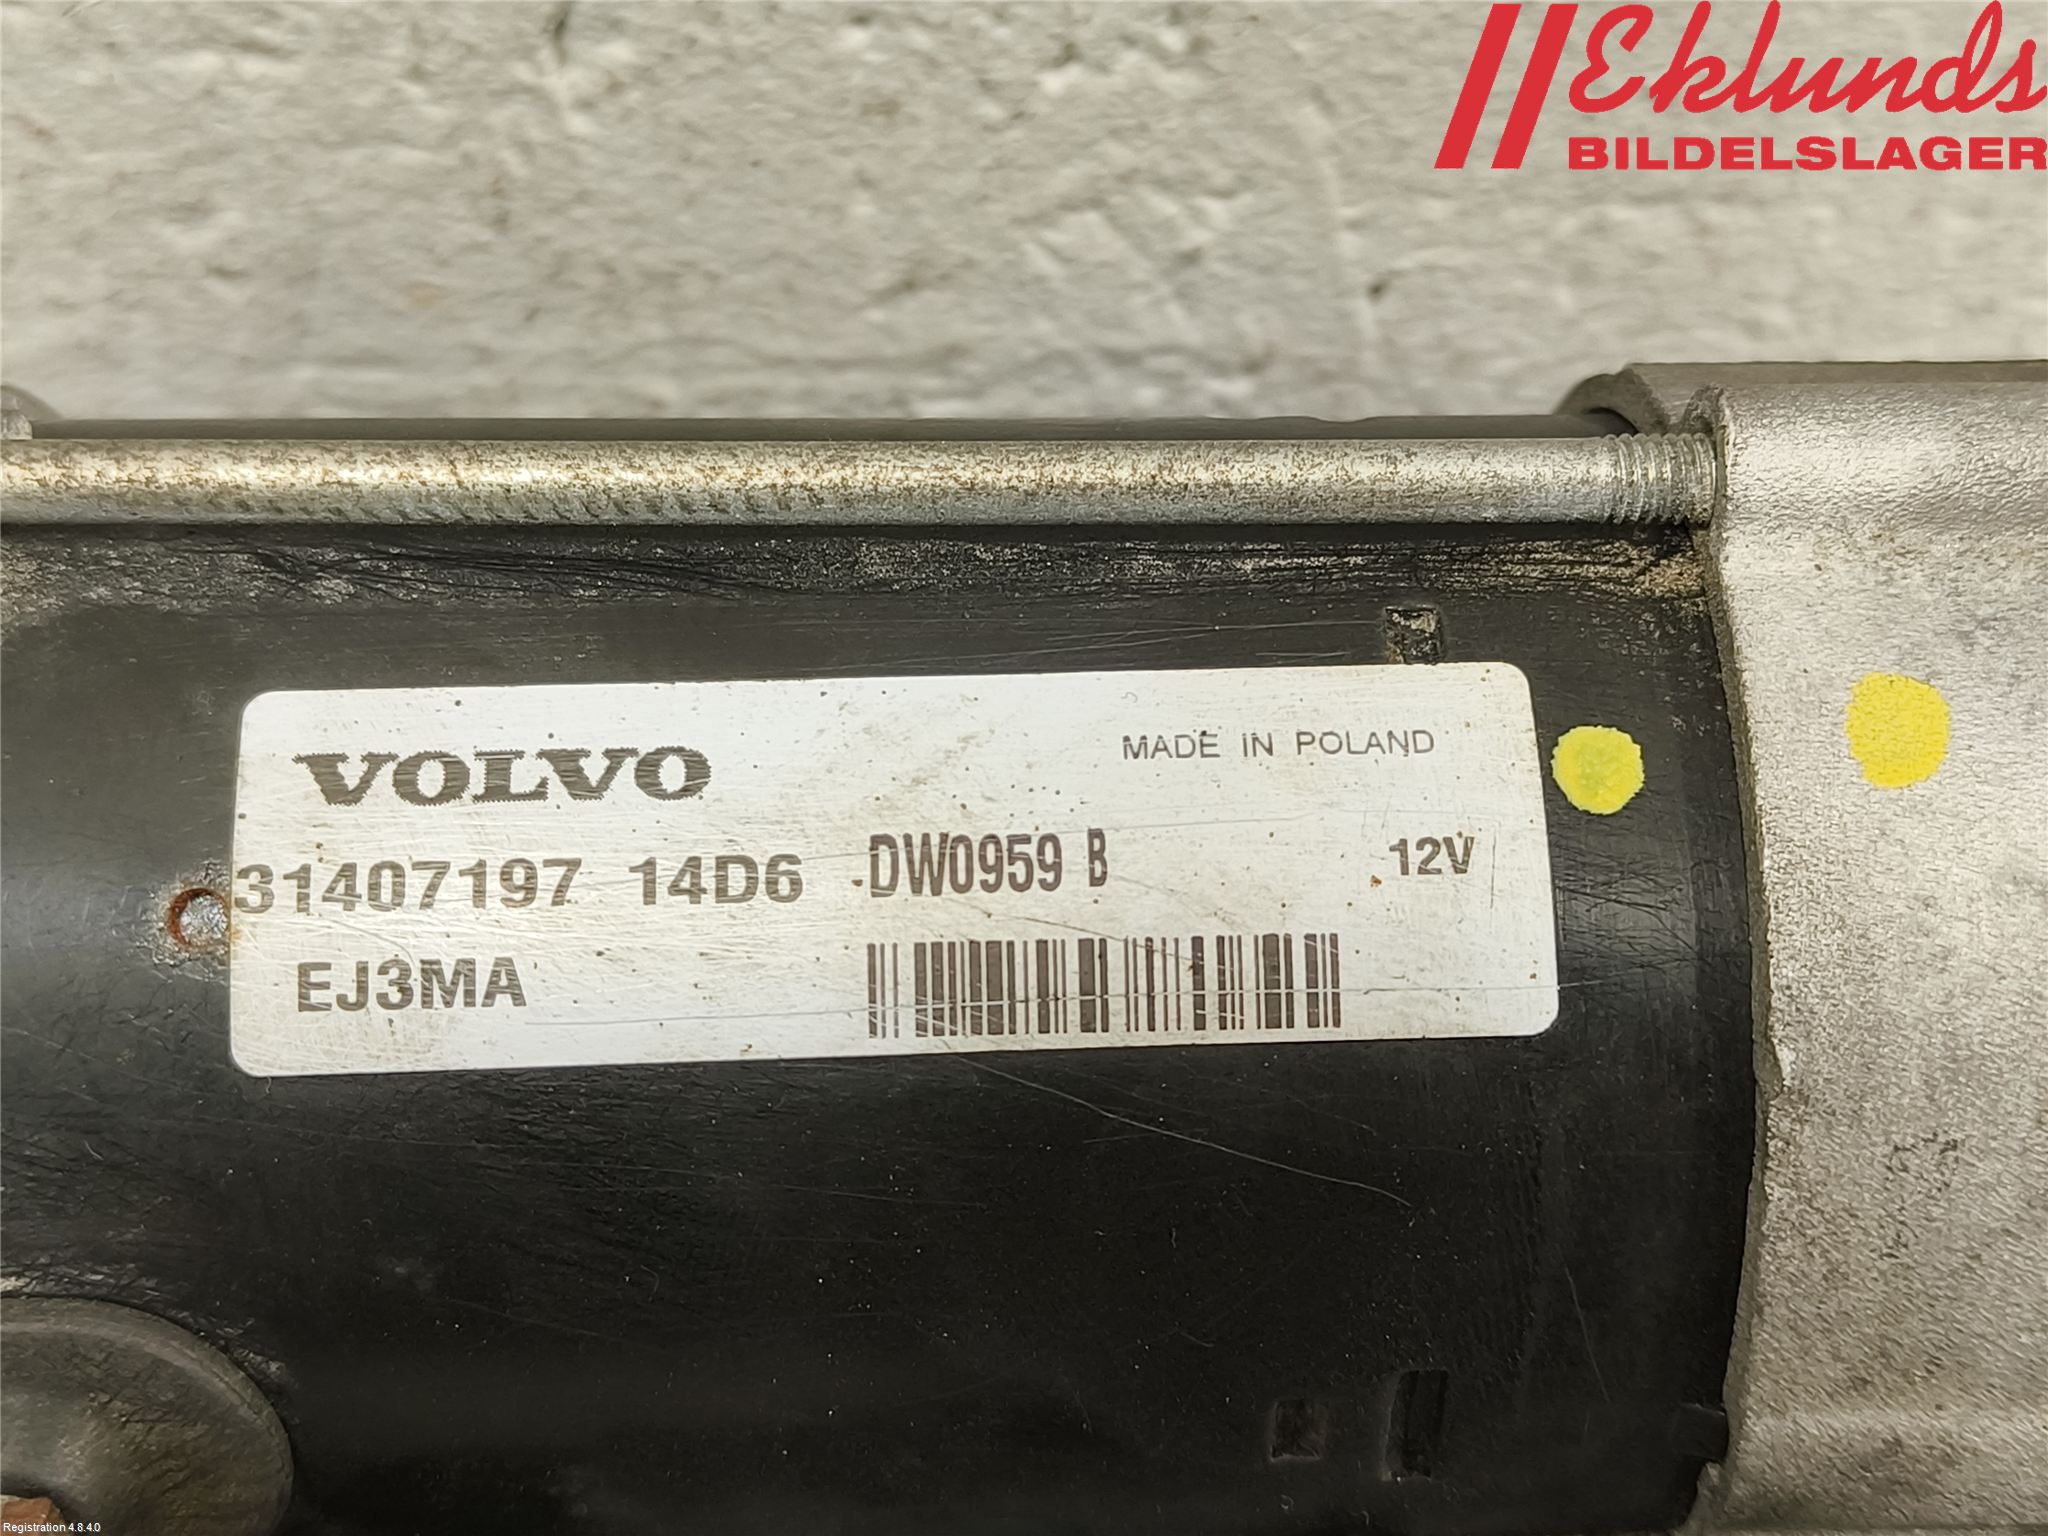 Eklunds
BILDELSLAGER
VOLVO
MADE IN POLAND
31407197 14D6 DW0959 B 12V
EJ3MA
Registration 4.8.4.0